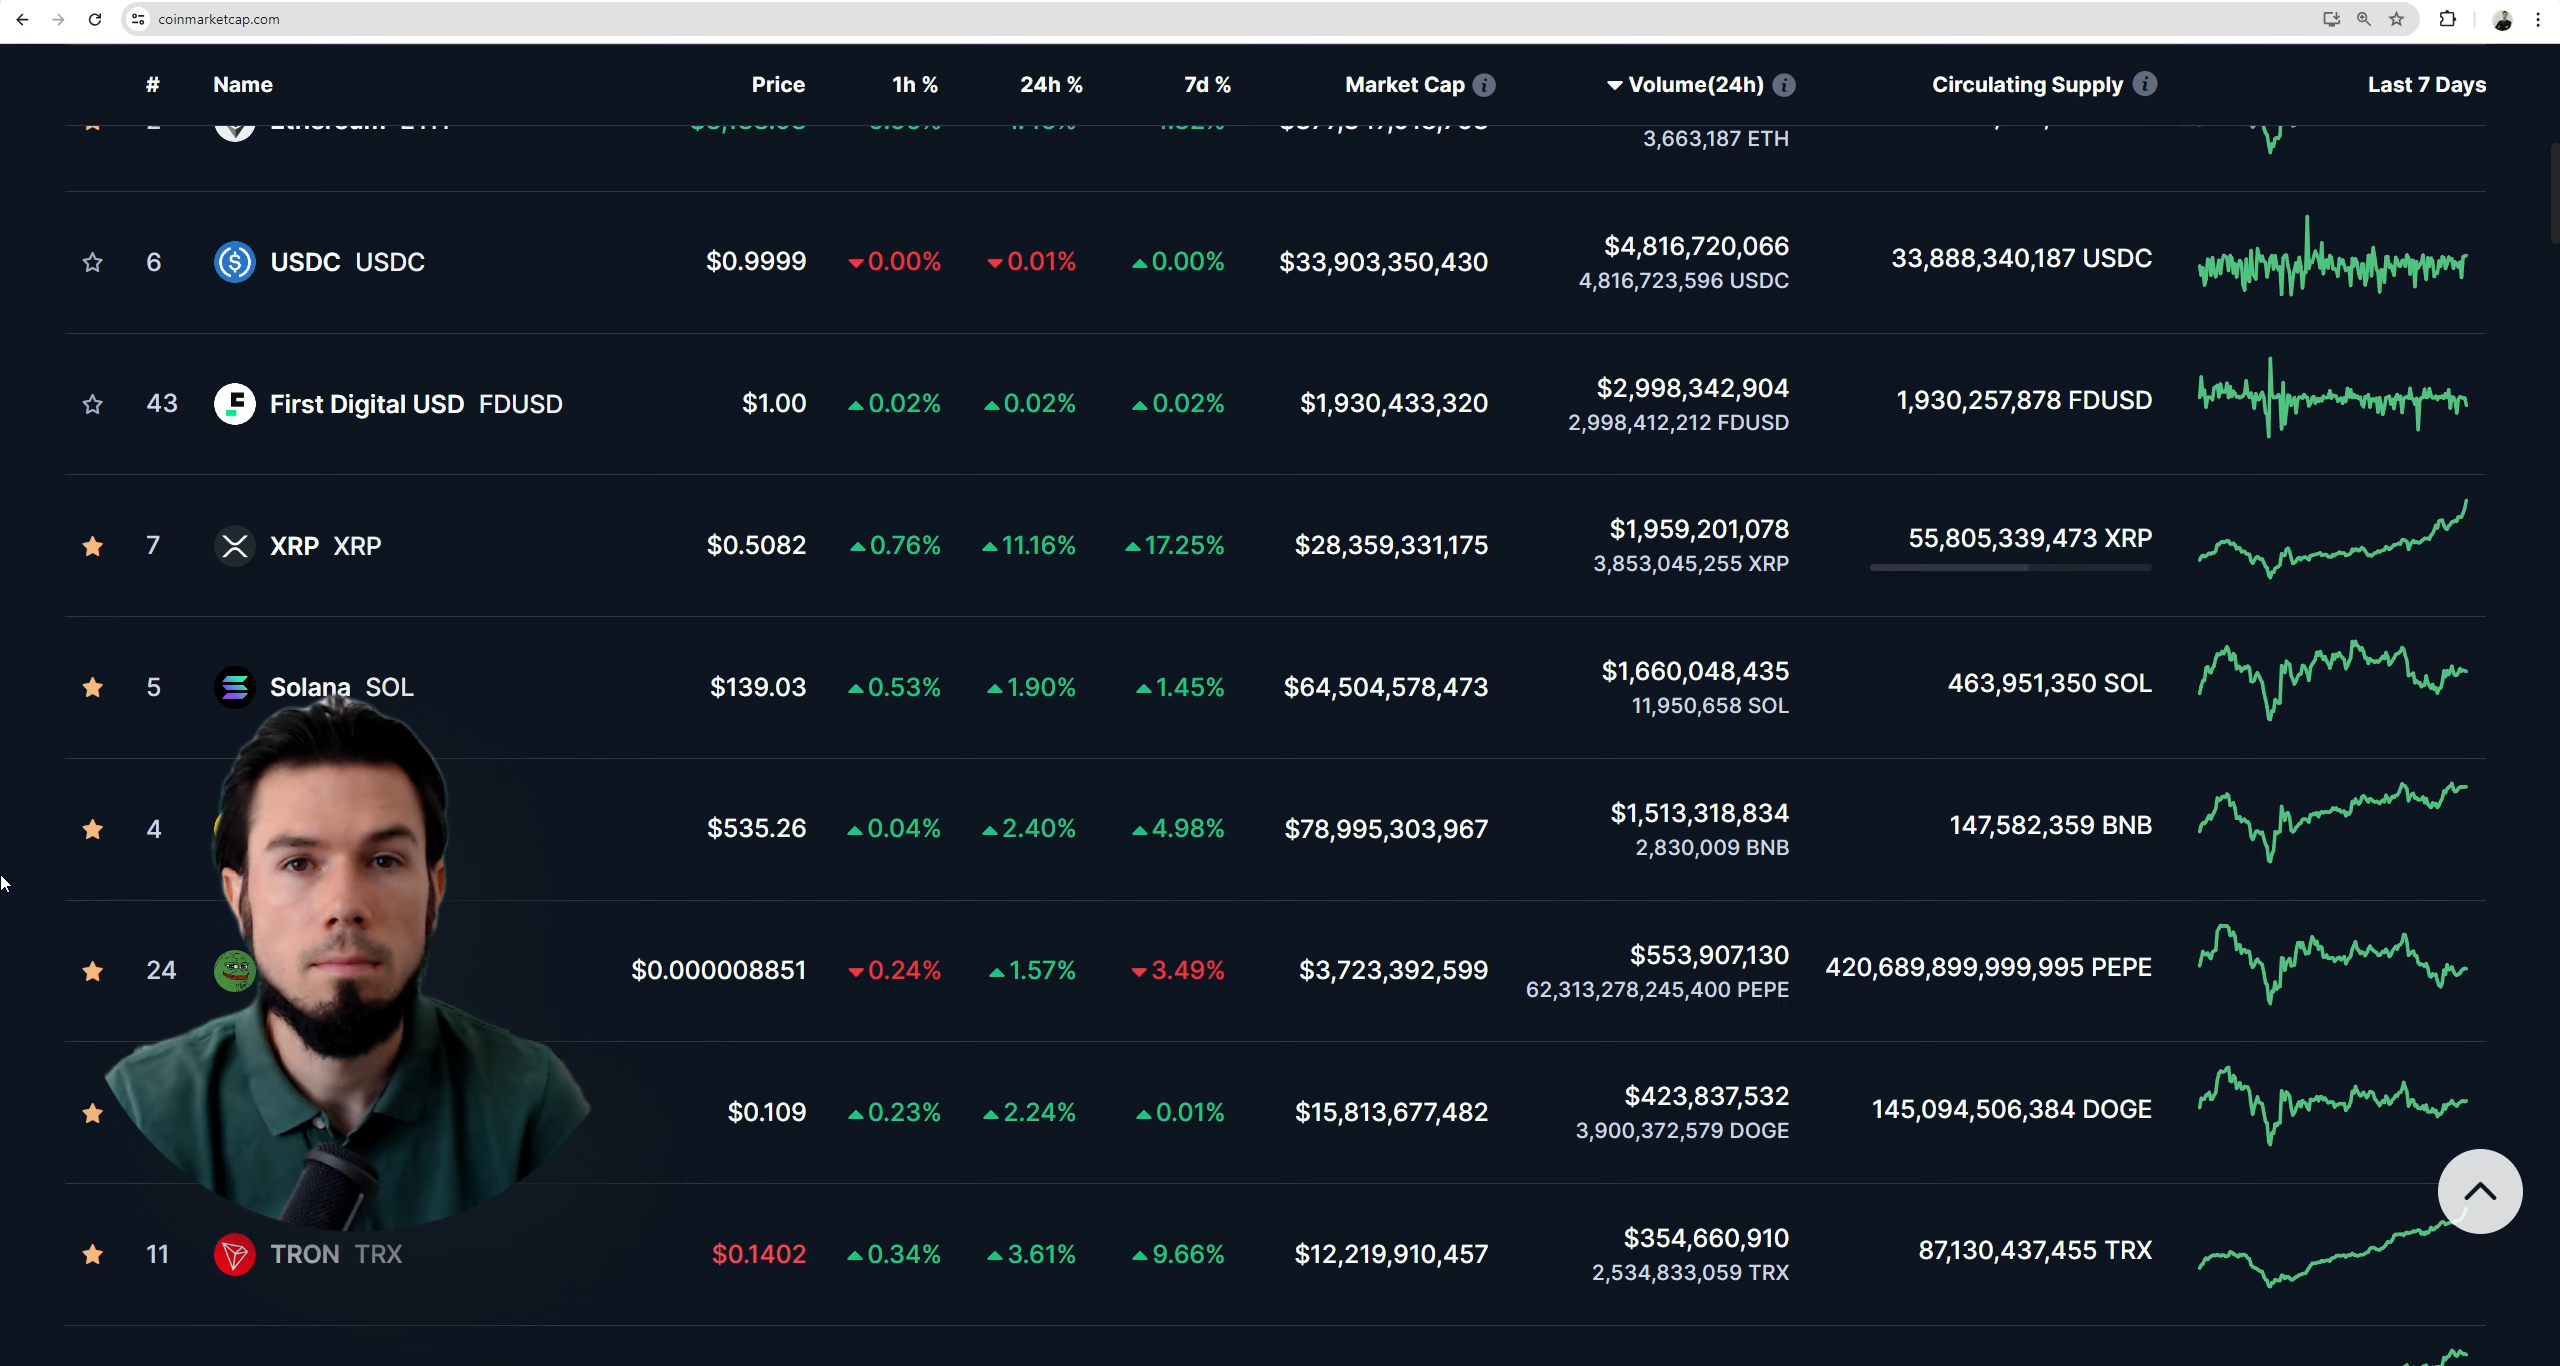 coinmarketcap.com
# Name Price 1h % 24h % 7d % Market Cap Volume(24h) Circulating Supply Last 7 Days
3,663,187 ETH
6 USDC USDC $0.9999 0.00% 0.01% 0.00% $33,903,350,430 $4,816,720,066 33,888,340,187 USDC
4,816,723,596 USDC
43 First Digital USD FDUSD $1.00 0.02% 0.02% 0.02% $1,930,433,320 $2,998,342,904 1,930,257,878 FDUSD
2,998,412,212 FDUSD
7 XRP XRP $0.5082 0.76% 11.16% 17.25% $28,359,331,175 $1,959,201,078 55,805,339,473 XRP
3,853,045,255 XRP
5 Solana SOL $139.03 0.53% 1.90% 1.45% $64,504,578,473 $1,660,048,435 463,951,350 SOL
11,950,658 SOL
4 $535.26 0.04% 2.40% 4.98% $78,995,303,967 $1,513,318,834 147,582,359 BNB
2,830,009 BNB
24 $0.000008851 0.24% 1.57% 3.49% $3,723,392,599 $553,907,130 420,689,899,999,995 PEPE
62,313,278,245,400 PEPE
$0.109 0.23% 2.24% 0.01% $15,813,677,482 $423,837,532 145,094,506,384 DOGE
3,900,372,579 DOGE
11 TRON TRX $0.1402 0.34% 3.61% 9.66% $12,219,910,457 $354,660,910 87,130,437,455 TRX
2,534,833,059 TRX